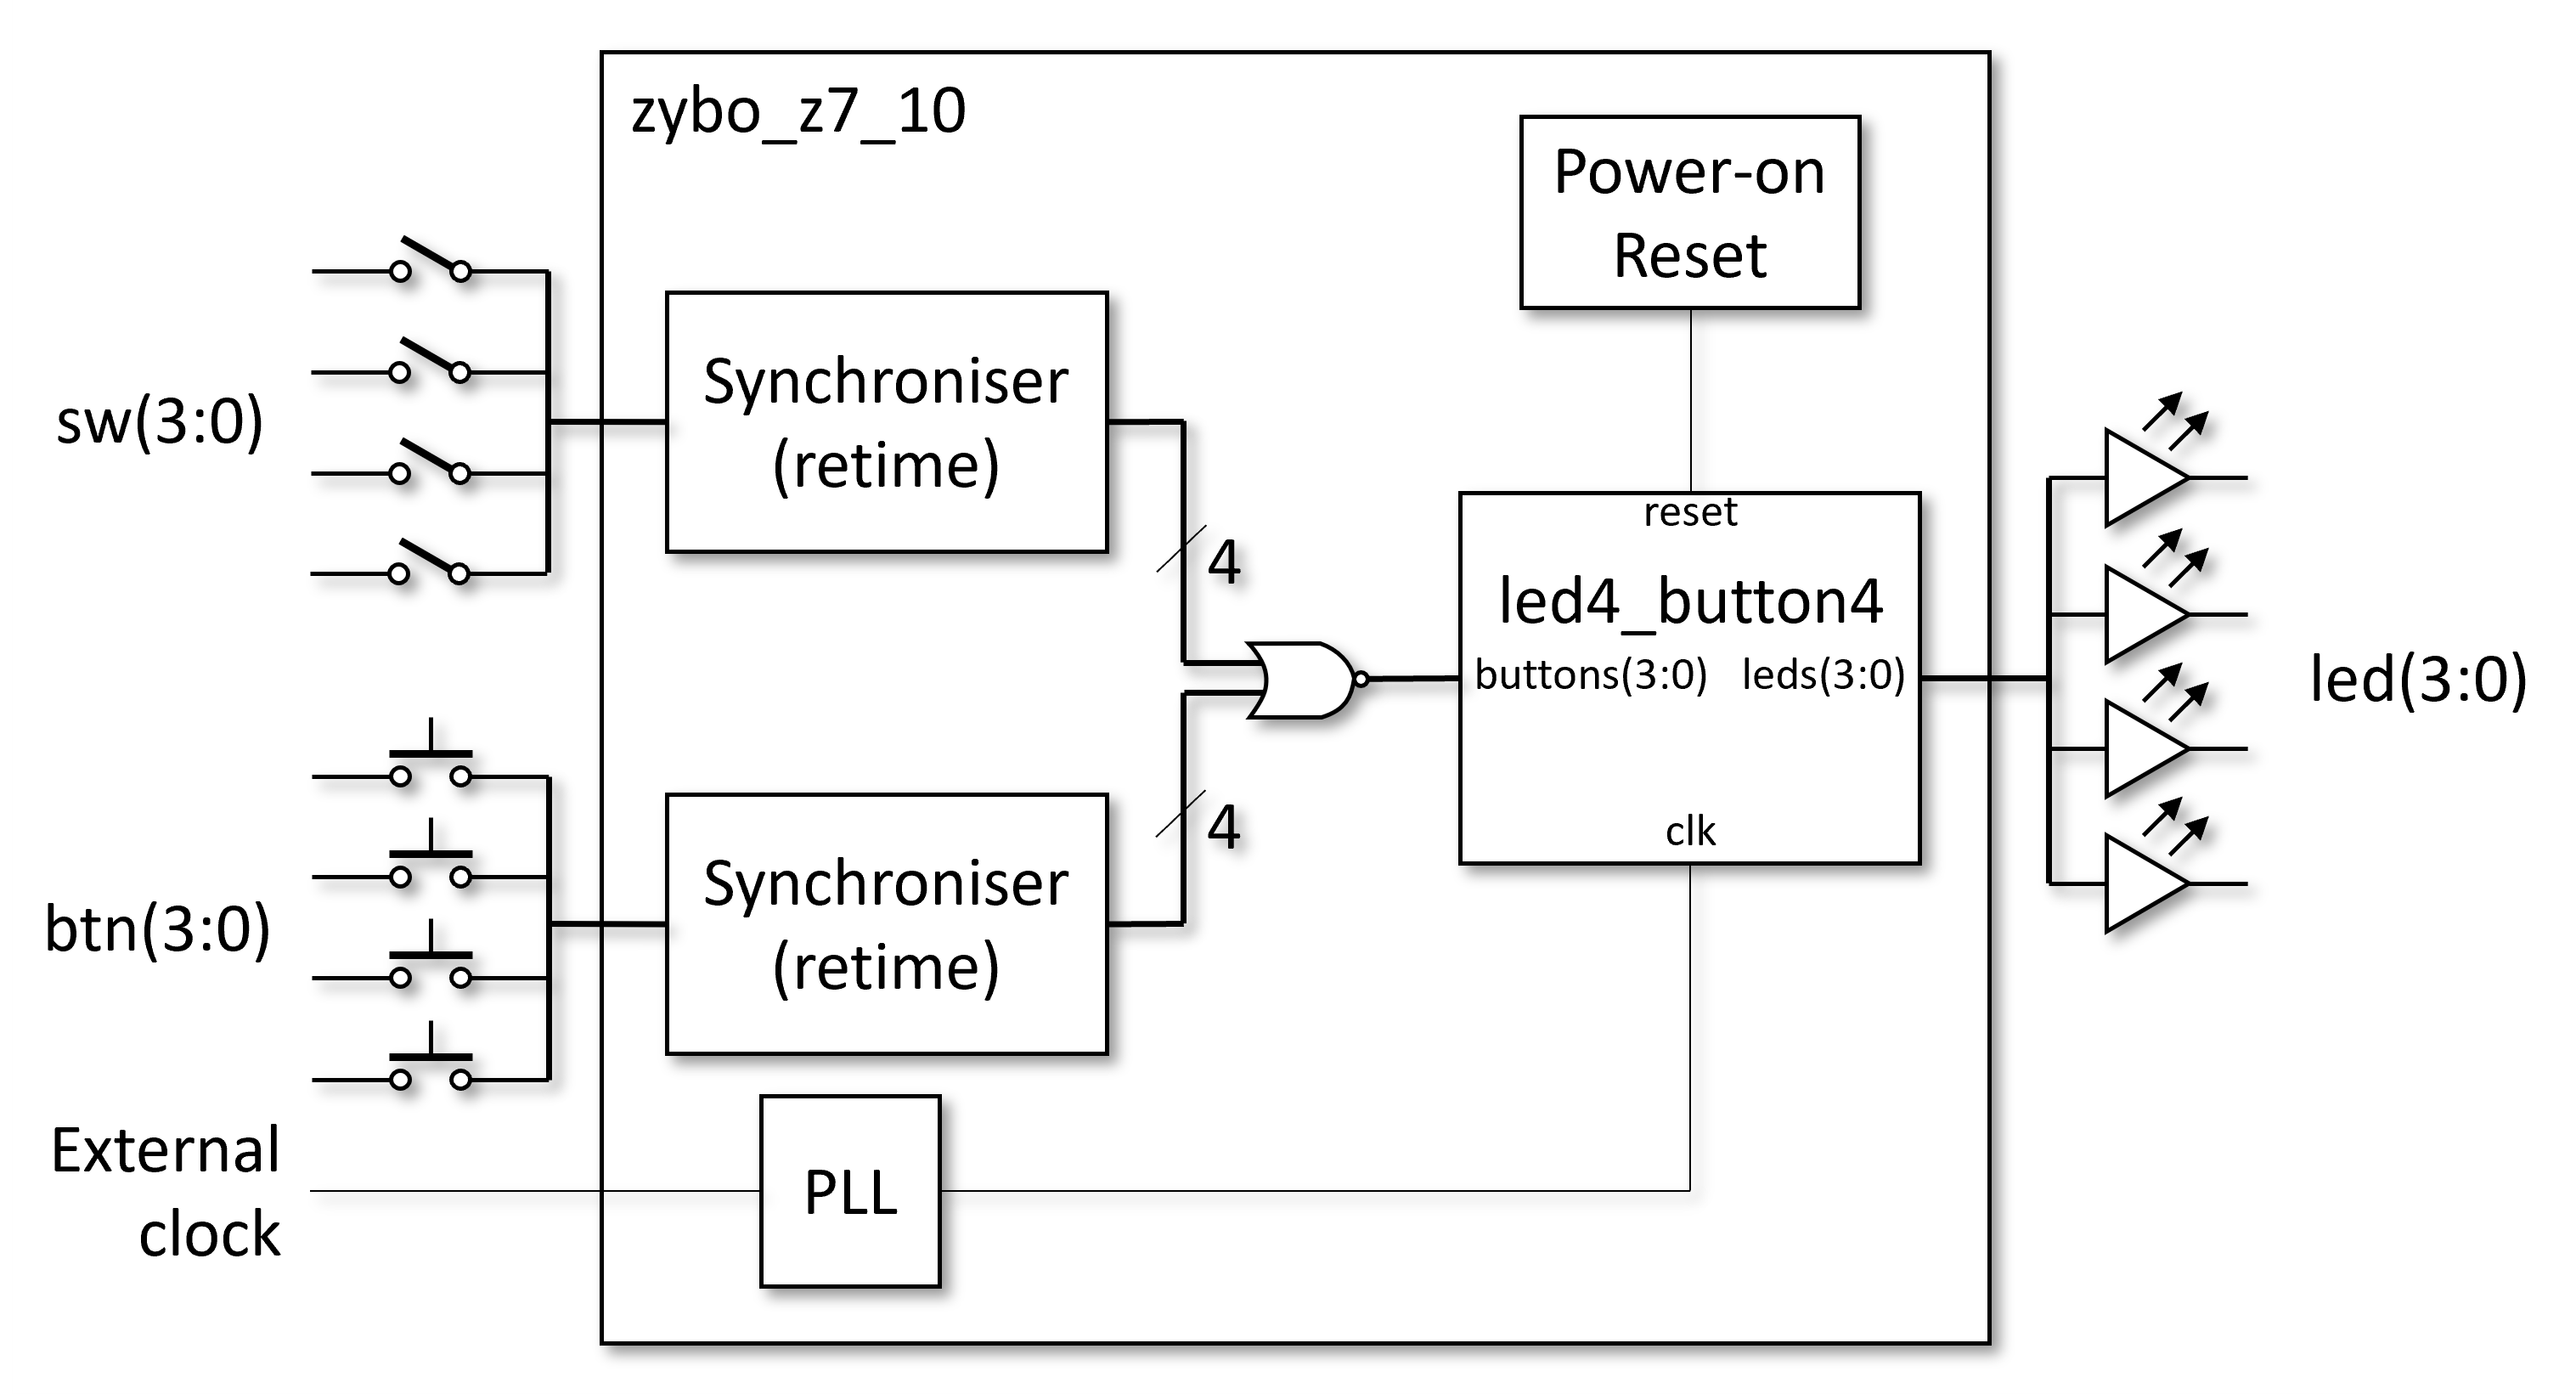 zybo_z7_10
Power-on
Reset
sw(3:0)
Synchroniser
(retime)
4
reset
led4_button4
buttons(3:0)
leds(3:0)
clk
led(3:0)
4
btn(3:0)
Synchroniser
(retime)
External
clock
PLL